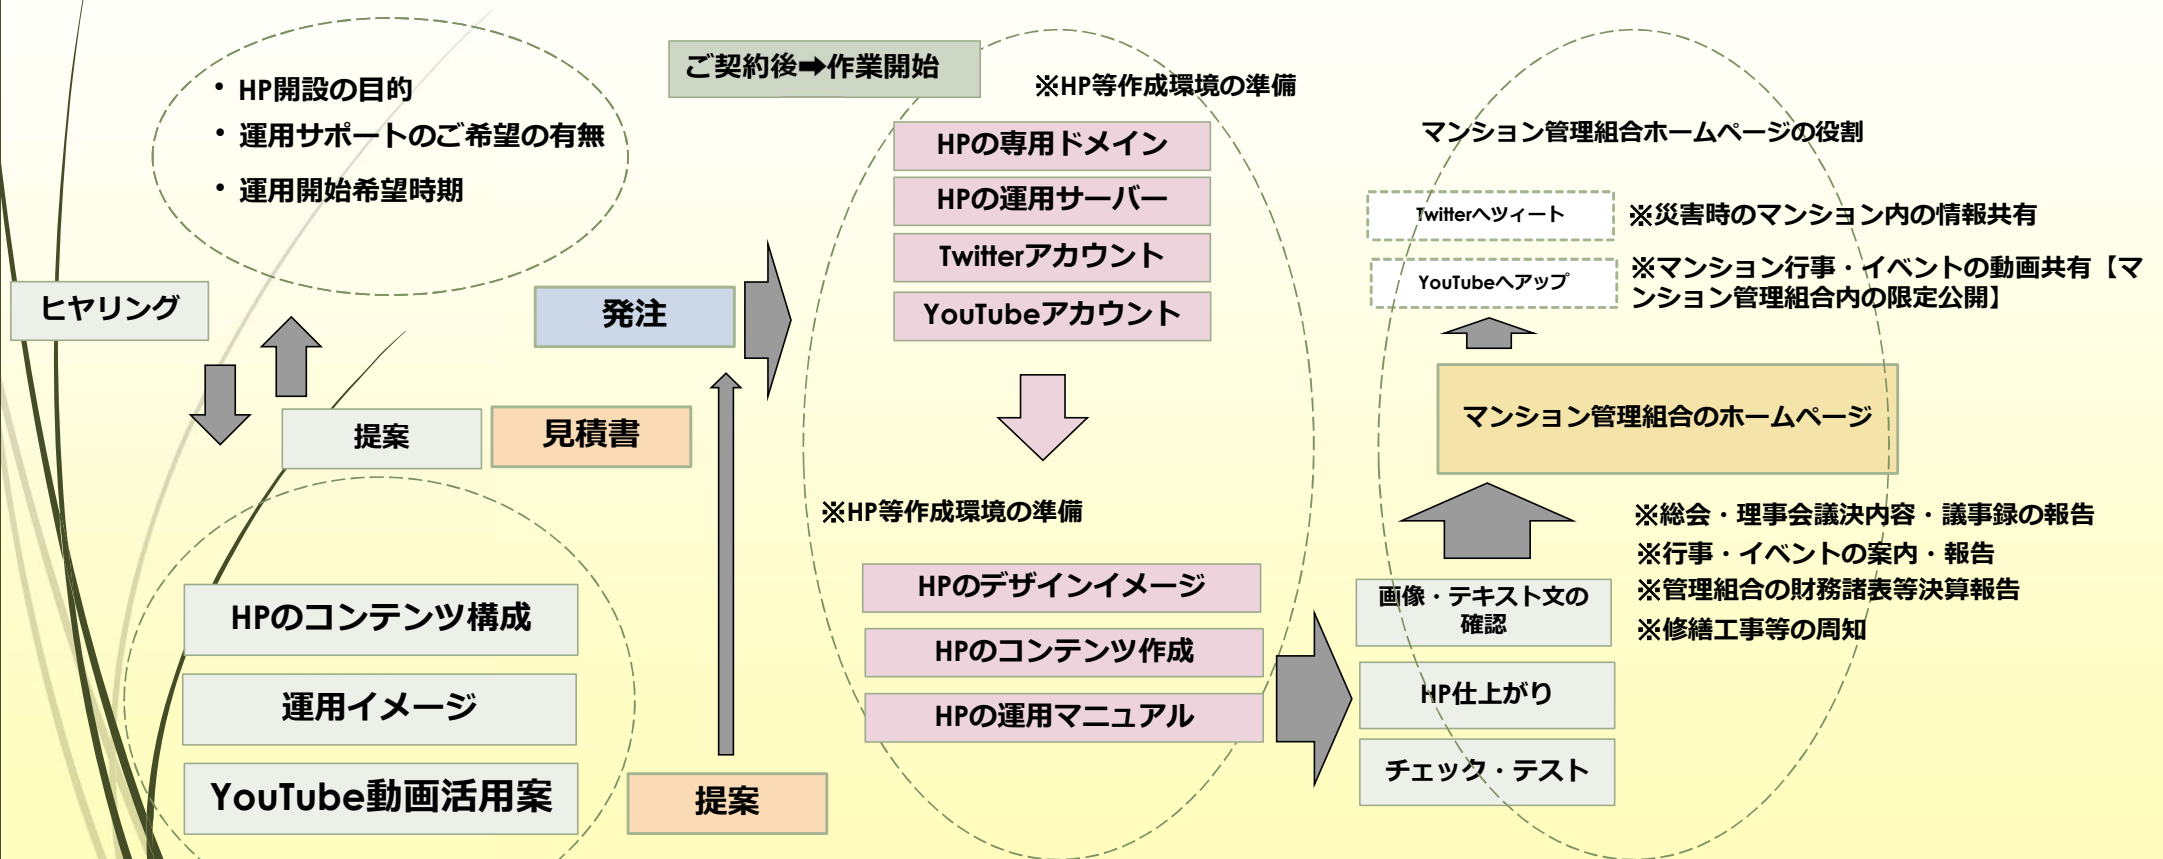 ・HP開設の目的
・運用サポートのご希望の有無
・運用開始希望時期
ヒヤリング
提案
見積書
HPのコンテンツ構成
運用イメージ
YouTube動画活用案
提案
発注
ご契約後➡作業開始
※HP等作成環境の準備
HPの専用ドメイン
HPの運用サーバー
Twitterアカウント
YouTubeアカウント
※HP等作成環境の準備
HPのデザインイメージ
HPのコンテンツ作成
HPの運用マニュアル
マンション管理組合ホームページの役割
Twitterへツィート
※災害時のマンション内の情報共有
YouTubeへアップ
※マンション行事・イベントの動画共有【マ
ンション管理組合内の限定公開】
マンション管理組合のホームページ
※総会・理事会議決内容・議事録の報告
※行事・イベントの案内・報告
※管理組合の財務諸表等決算報告
※修繕工事等の周知
画像・テキスト文の
確認
HP仕上がり
チェック・テスト